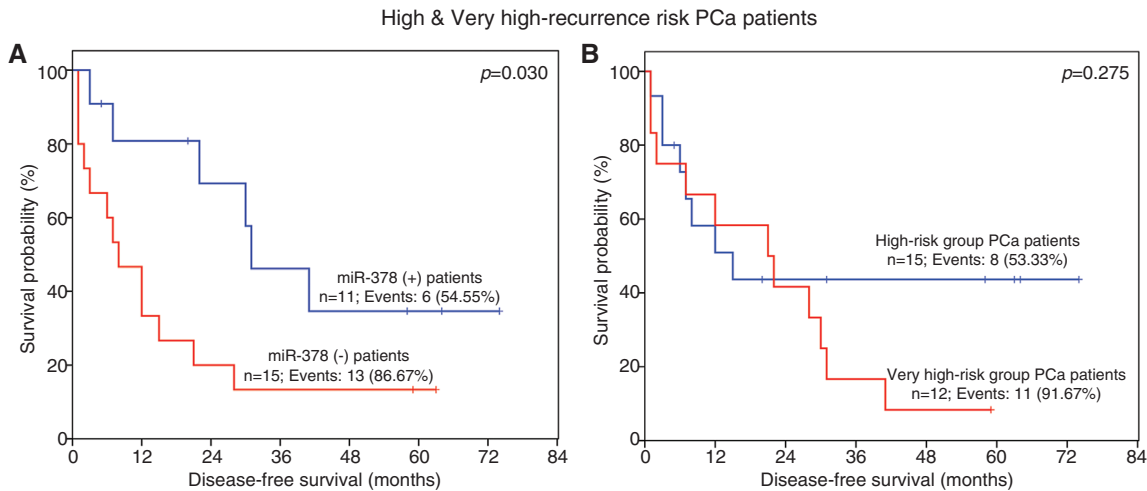 High & Very high-recurrence risk PCa patients
A
p=0.030
100
80
60
40
20
0
Survival probability (%)
miR-378 (+) patients
n=11; Events: 6 (54.55%)
miR-378 (-) patients
n=15; Events: 13 (86.67%)
0 12 24 36 48 60 72 84
Disease-free survival (months)
B
p=0.275
100
80
60
40
20
0
Survival probability (%)
High-risk group PCa patients
n=15; Events: 8 (53.33%)
Very high-risk group PCa patients
n=12; Events: 11 (91.67%)
0 12 24 36 48 60 72 84
Disease-free survival (months)